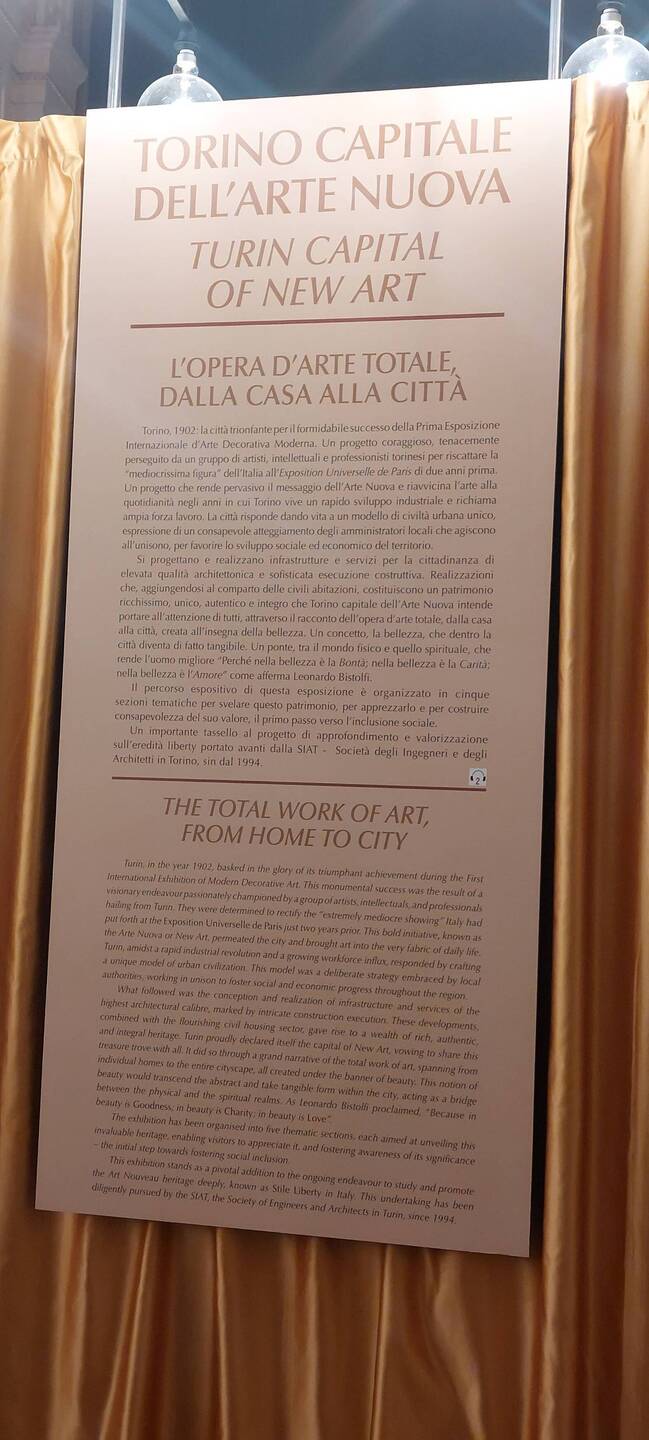 TORINO CAPITALE
DELL'ARTE NUOVA
TURIN CAPITAL
OF NEW ART
L'OPERA D'ARTE TOTALE,
DALLA CASA ALLA CITTÀ
Torino, 1902: la città trionfante per il formidabile successo della Prima Esposizione
Internazionale d'Arte Decorativa Moderna. Un progetto coraggioso, tenacemente
perseguito da un gruppo di artisti, intellettuali e professionisti torinesi per riscattare la
"mediocrissima figura" dell'Italia all'Exposition Universelle de Paris di due anni prima.
Un progetto che rende pervasivo il messaggio dell'Arte Nuova e riavvicina l'arte alla
quotidianità negli anni in cui Torino vive un rapido sviluppo industriale e richiama
ampia forza lavoro. La città risponde dando vita a un modello di civiltà urbana unico,
espressione di un consapevole atteggiamento degli amministratori locali che agiscono
all'unisono, per favorire lo sviluppo sociale ed economico del territorio.
Si progettano e realizzano infrastrutture e servizi per la cittadinanza di
elevata qualità architettonica e sofisticata esecuzione costruttiva. Realizzazioni
che, aggiungendosi al comparto delle civili abitazioni, costituiscono un patrimonio
ricchissimo, unico, autentico e integro che Torino capitale dell'Arte Nuova intende
portare all'attenzione di tutti, attraverso il racconto dell'opera d'arte totale, dalla casa
alla città, creata all'insegna della bellezza. Un concetto, la bellezza, che dentro la
città diventa di fatto tangibile. Un ponte, tra il mondo fisico e quello spirituale, che
rende l'uomo migliore "Perché nella bellezza è la Bontà; nella bellezza è la Carità;
nella bellezza è l'Amore" come afferma Leonardo Bistolfi.
Il percorso espositivo di questa esposizione è organizzato in cinque
sezioni tematiche per svelare questo patrimonio, per apprezzarlo e per costruire
consapevolezza del suo valore, il primo passo verso l'inclusione sociale.
Un importante tassello al progetto di approfondimento e valorizzazione
sull'eredità liberty portato avanti dalla SIAT - Società degli Ingegneri e degli
Architetti in Torino, sin dal 1994.
2
THE TOTAL WORK OF ART,
FROM HOME TO CITY
Turin, in the year 1902, basked in the glory of its triumphant achievement during the First
International Exhibition of Modern Decorative Art. This monumental success was the result of a
visionary endeavour passionately championed by a group of artists, intellectuals, and professionals
hailing from Turin. They were determined to rectify the "extremely mediocre showing" Italy had
put forth at the Exposition Universelle de Paris just two years prior. This bold initiative, known as
the Arte Nuova or New Art, permeated the city and brought art into the very fabric of daily life.
Turin, amidst a rapid industrial revolution and a growing workforce influx, responded by crafting
a unique model of urban civilization. This model was a deliberate strategy embraced by local
authorities, working in unison to foster social and economic progress throughout the region.
What followed was the conception and realization of infrastructure and services of the
highest architectural calibre, marked by intricate construction execution. These developments,
combined with the flourishing civil housing sector, gave rise to a wealth of rich, authentic,
and integral heritage. Turin proudly declared itself the capital of New Art, vowing to share this
treasure trove with all. It did so through a grand narrative of the total work of art, spanning from
individual homes to the entire cityscape, all created under the banner of beauty. This notion of
beauty would transcend the abstract and take tangible form within the city, acting as a bridge
between the physical and the spiritual realms. As Leonardo Bistolfi proclaimed, "Because in
beauty is Goodness; in beauty is Charity; in beauty is Love".
The exhibition has been organised into five thematic sections, each aimed at unveiling this
invaluable heritage, enabling visitors to appreciate it, and fostering awareness of its significance
– the initial step towards fostering social inclusion.
This exhibition stands as a pivotal addition to the ongoing endeavour to study and promote
the Art Nouveau heritage deeply, known as Stile Liberty in Italy. This undertaking has been
diligently pursued by the SIAT, the Society of Engineers and Architects in Turin, since 1994.